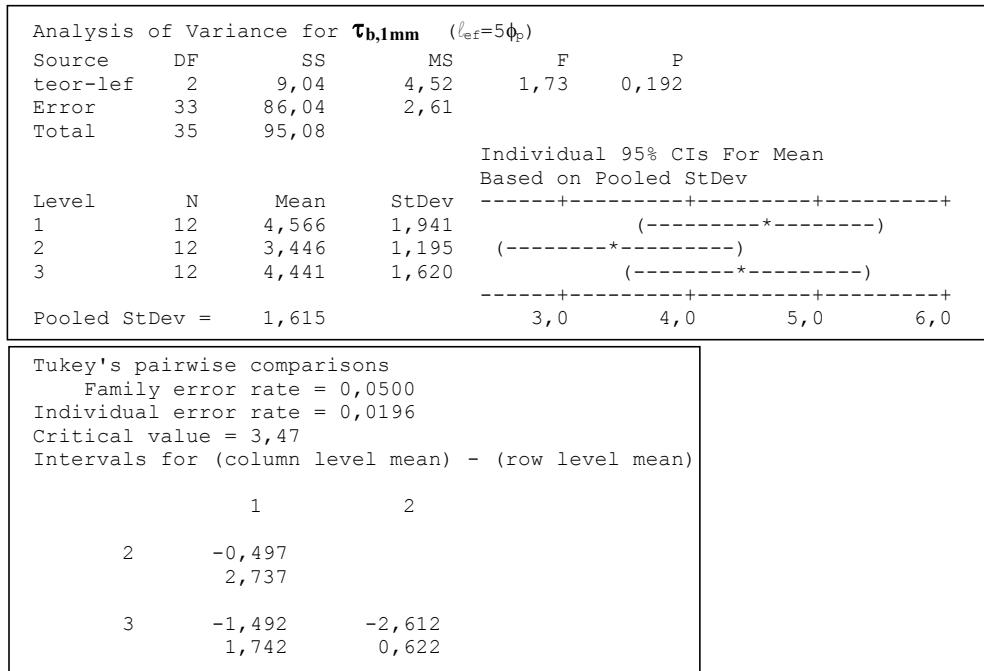 Analysis of Variance for τb,1mm (ℓef=5ϕp)
Source DF SS MS F P
teor-lef 2 9,04 4,52 1,73 0,192
Error 33 86,04 2,61
Total 35 95,08
Individual 95% CIs For Mean
Based on Pooled StDev
Level N Mean StDev ------+---------+---------+---------+
1 12 4,566 1,941 (---------*--------)
2 12 3,446 1,195 (--------*---------)
3 12 4,441 1,620 (--------*---------)
------+---------+---------+---------+
Pooled StDev = 1,615 3,0 4,0 5,0 6,0
Tukey's pairwise comparisons
Family error rate = 0,0500
Individual error rate = 0,0196
Critical value = 3,47
Intervals for (column level mean) - (row level mean)
1 2
2 -0,497
2,737
3 -1,492 -2,612
1,742 0,622